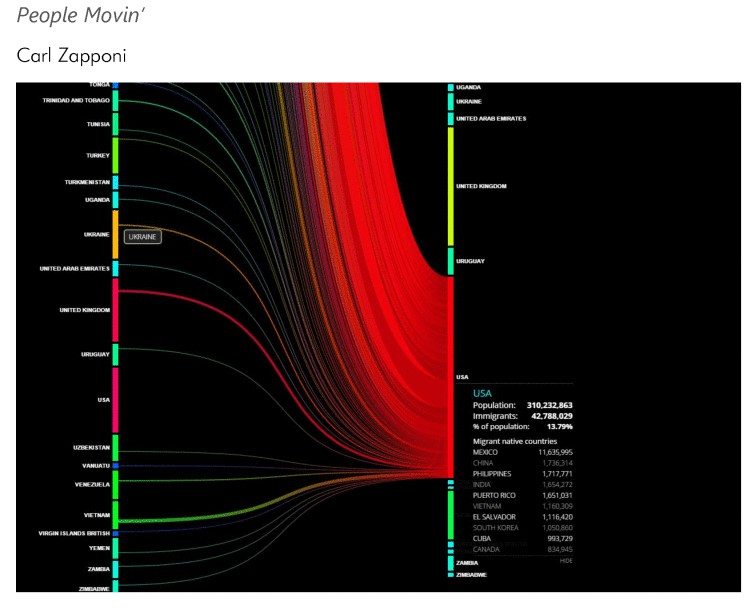 People Movin'
Carl Zapponi
TONGA
TRINIDAD AND TOBAGO
TUNISIA
TURKEY
TURKMENISTAN
UGANDA
UKRAINE
UKRAINE
UNITED ARAB EMIRATES
UNITED KINGDOM
URUGUAY
USA
UZBEKISTAN
VANUATU
VENEZUELA
VIETNAM
VIRGIN ISLANDS BRITISH
YEMEN
ZAMBIA
ZIMBABWE
UGANDA
UKRAINE
UNITED ARAB EMIRATES
UNITED KINGDOM
URUGUAY
USA
USA
Population: 310,232,863
Immigrants: 42,788,029
% of population: 13.79%
Migrant native countries
MEXICO 11,635,995
CHINA 1,736,314
PHILIPPINES 1,717,771
INDIA 1,654,272
PUERTO RICO 1,651,031
VIETNAM 1,160,309
EL SALVADOR 1,116,420
SOUTH KOREA 1,050,860
CUBA 993,729
CANADA 834,945
HIDE
ZAMBIA
ZIMBABWE